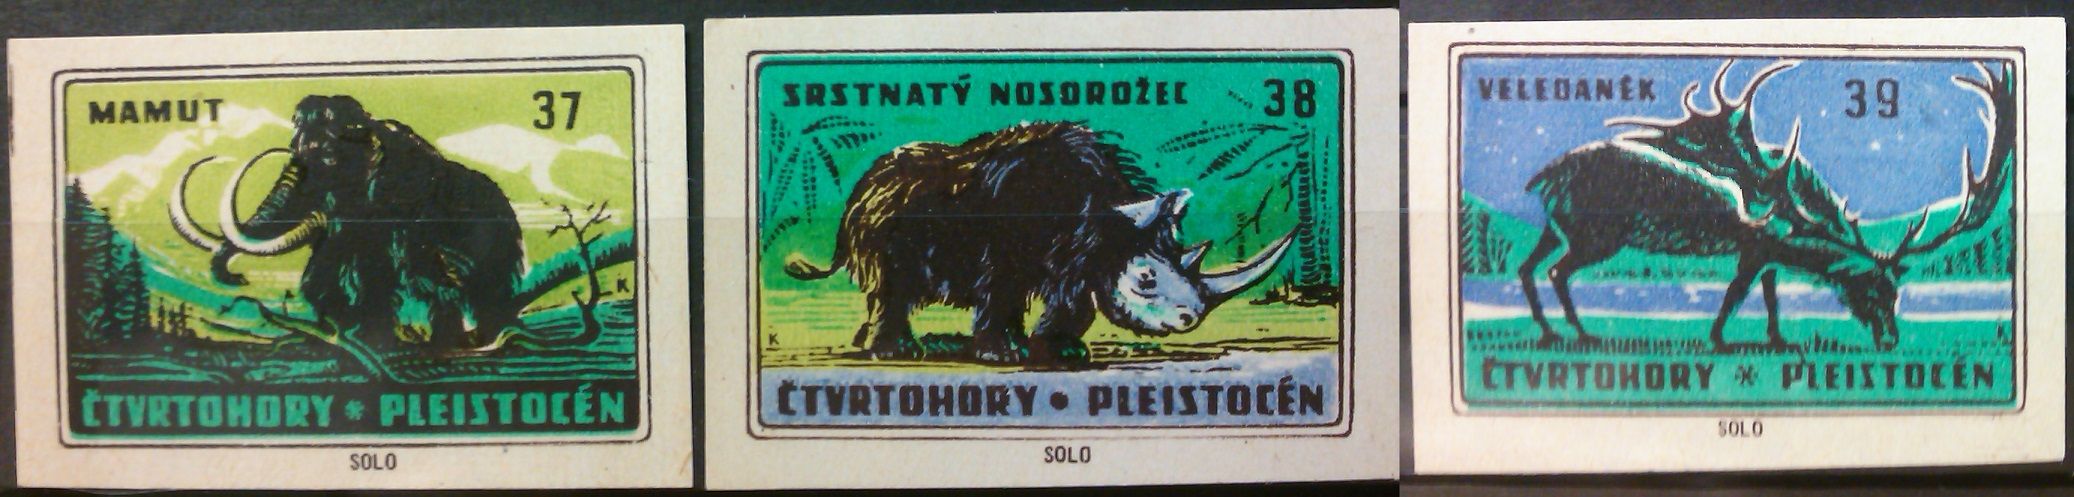 MAMUT 37
K
ČTVRTOHORY * PLEISTOCÉN
SOLO
SRSTNATÝ NOSOROŽEC 38
K
ČTVRTOHORY • PLEISTOCÉN
SOLO
VELEDANĚK 39
K
ČTVRTOHORY * PLEISTOCÉN
SOLO